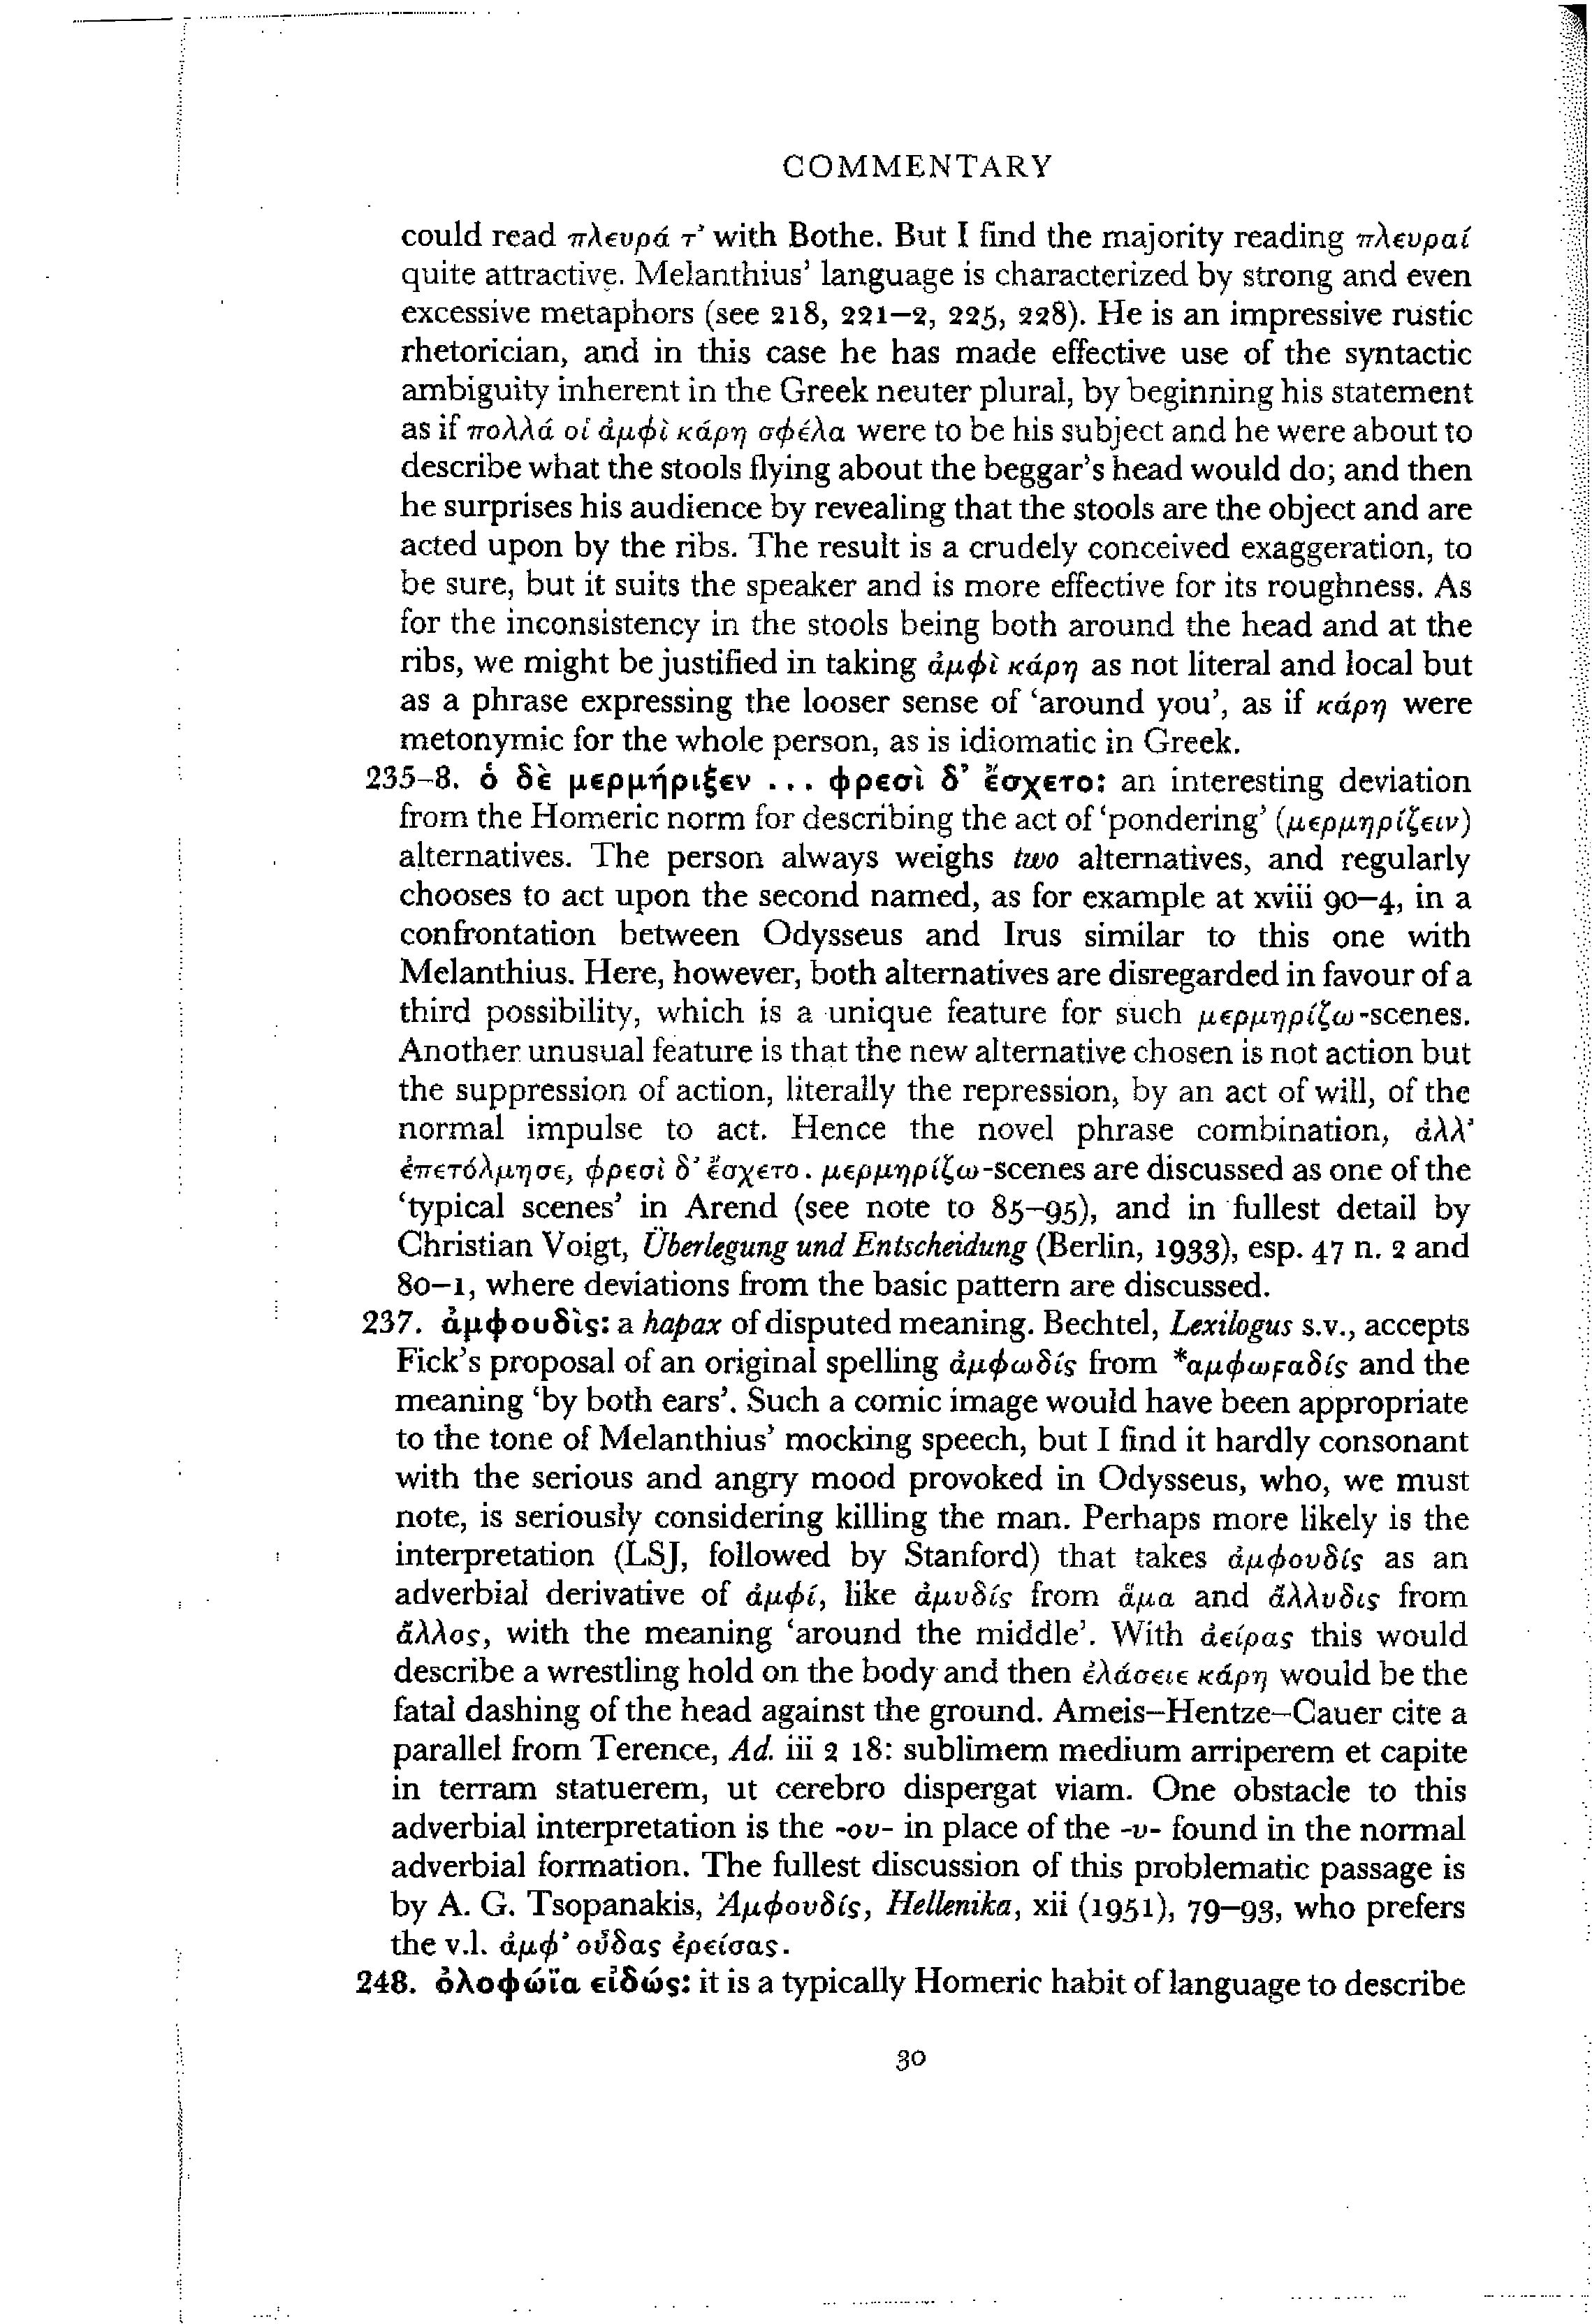 COMMENTARY
could read πλευρά τ’ with Bothe. But I find the majority reading πλευραί
quite attractive. Melanthius’ language is characterized by strong and even
excessive metaphors (see 218, 221–2, 225, 228). He is an impressive rustic
rhetorician, and in this case he has made effective use of the syntactic
ambiguity inherent in the Greek neuter plural, by beginning his statement
as if πολλά οἱ ἀμφὶ κάρη σφέλα were to be his subject and he were about to
describe what the stools flying about the beggar’s head would do; and then
he surprises his audience by revealing that the stools are the object and are
acted upon by the ribs. The result is a crudely conceived exaggeration, to
be sure, but it suits the speaker and is more effective for its roughness. As
for the inconsistency in the stools being both around the head and at the
ribs, we might be justified in taking ἀμφὶ κάρη as not literal and local but
as a phrase expressing the looser sense of ‘around you’, as if κάρη were
metonymic for the whole person, as is idiomatic in Greek.
235–8. ὁ δὲ μερμήριξεν ... φρεσὶ δ’ ἔσχετο: an interesting deviation
from the Homeric norm for describing the act of ‘pondering’ (μερμηρίζειν)
alternatives. The person always weighs two alternatives, and regularly
chooses to act upon the second named, as for example at xviii 90–4, in a
confrontation between Odysseus and Irus similar to this one with
Melanthius. Here, however, both alternatives are disregarded in favour of a
third possibility, which is a unique feature for such μερμηρίζω-scenes.
Another unusual feature is that the new alternative chosen is not action but
the suppression of action, literally the repression, by an act of will, of the
normal impulse to act. Hence the novel phrase combination, ἀλλ’
ἐπετόλμησε, φρεσὶ δ’ ἔσχετο. μερμηρίζω-scenes are discussed as one of the
‘typical scenes’ in Arend (see note to 85–95), and in fullest detail by
Christian Voigt, Überlegung und Entscheidung (Berlin, 1933), esp. 47 n. 2 and
80–1, where deviations from the basic pattern are discussed.
237. ἀμφουδὶς: a hapax of disputed meaning. Bechtel, Lexilogus s.v., accepts
Fick’s proposal of an original spelling ἀμφωδίς from *αμφωϝαδίς and the
meaning ‘by both ears’. Such a comic image would have been appropriate
to the tone of Melanthius’ mocking speech, but I find it hardly consonant
with the serious and angry mood provoked in Odysseus, who, we must
note, is seriously considering killing the man. Perhaps more likely is the
interpretation (LSJ, followed by Stanford) that takes ἀμφουδίς as an
adverbial derivative of ἀμφί, like ἀμυδίς from ἅμα and ἄλλυδις from
ἄλλος, with the meaning ‘around the middle’. With ἀείρας this would
describe a wrestling hold on the body and then ἐλάσειε κάρη would be the
fatal dashing of the head against the ground. Ameis–Hentze–Cauer cite a
parallel from Terence, Ad. iii 2 18: sublimem medium arriperem et capite
in terram statuerem, ut cerebro dispergat viam. One obstacle to this
adverbial interpretation is the -ου- in place of the -υ- found in the normal
adverbial formation. The fullest discussion of this problematic passage is
by A. G. Tsopanakis, Ἀμφουδίς, Hellenika, xii (1951), 79–93, who prefers
the v.l. ἀμφ’ οὖδας ἐρείσας.
248. ὀλοφώϊα εἰδώς: it is a typically Homeric habit of language to describe
30